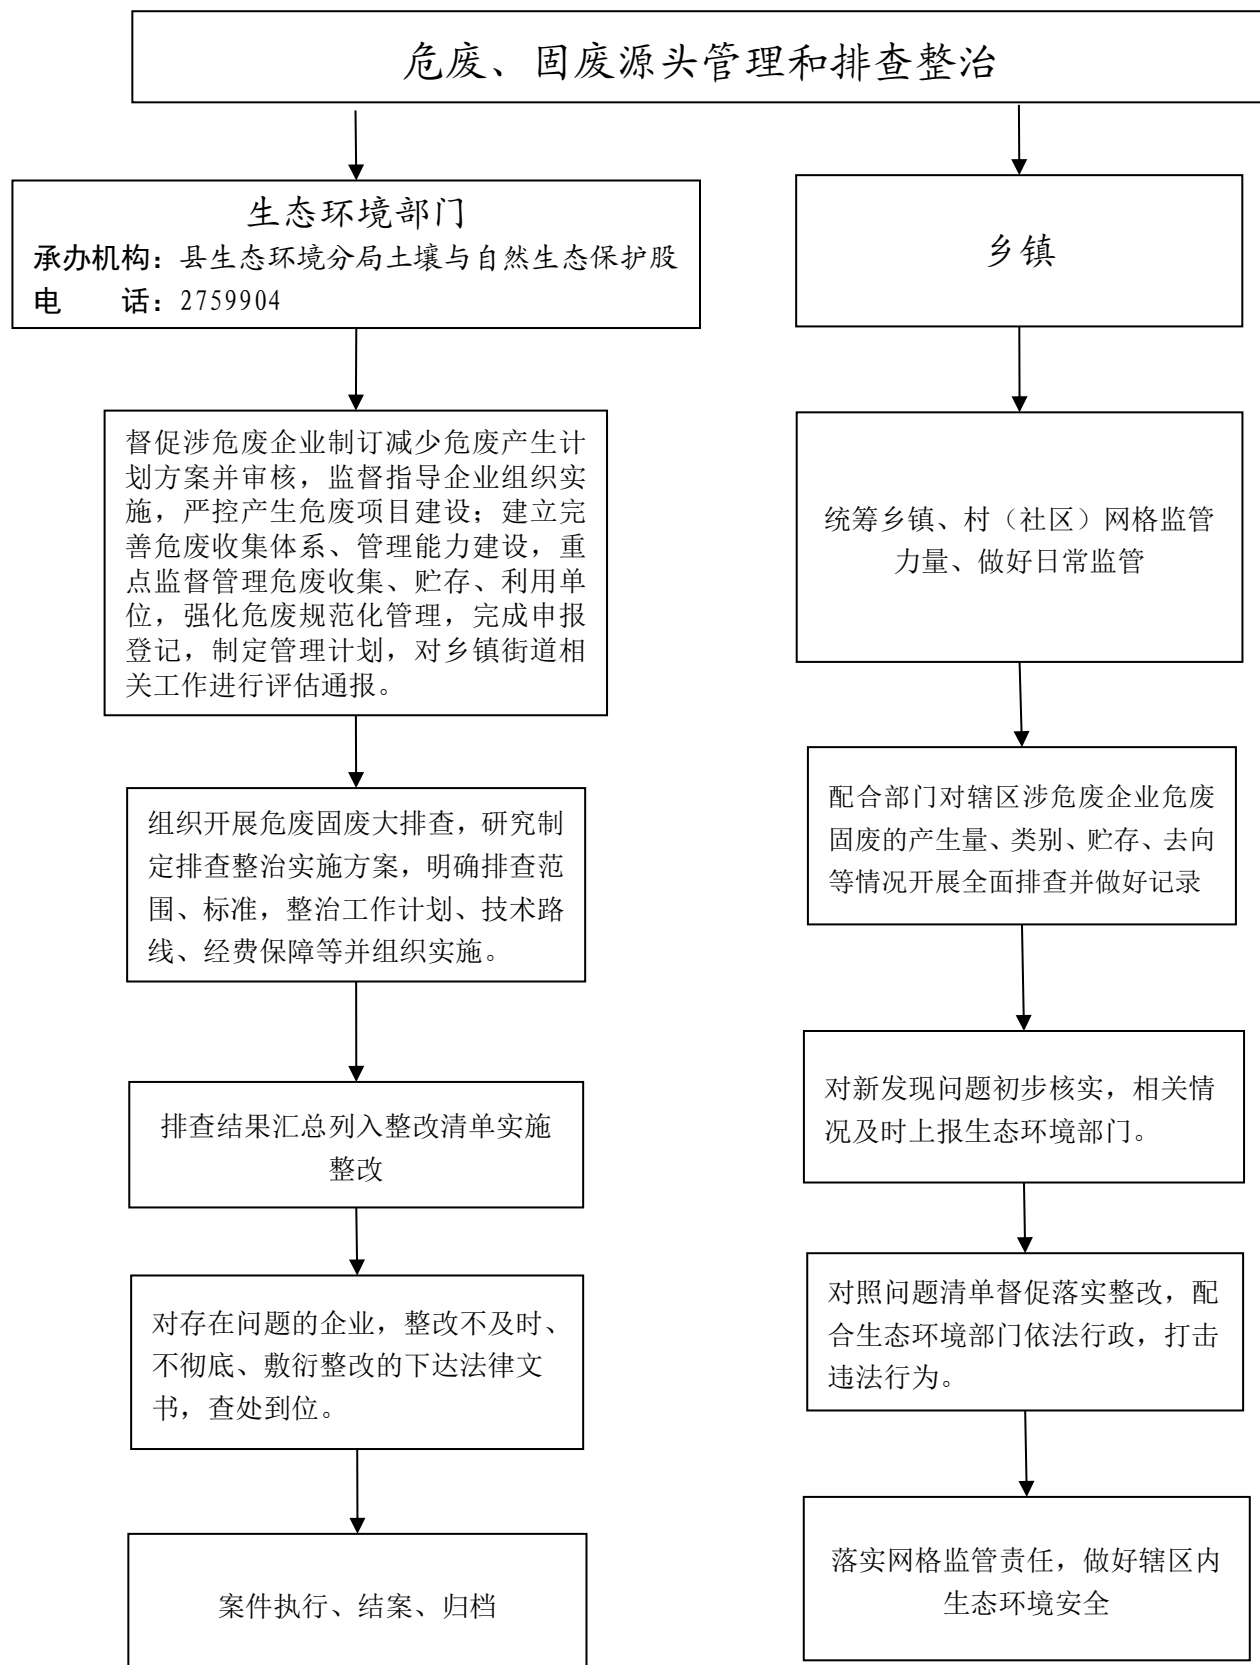 危废、固废源头管理和排查整治
生态环境部门
承办机构：县生态环境分局土壤与自然生态保护股
电　　话：2759904
督促涉危废企业制订减少危废产生计
划方案并审核，监督指导企业组织实
施，严控产生危废项目建设；建立完
善危废收集体系、管理能力建设，重
点监督管理危废收集、贮存、利用单
位，强化危废规范化管理，完成申报
登记，制定管理计划，对乡镇街道相
关工作进行评估通报。
组织开展危废固废大排查，研究制
定排查整治实施方案，明确排查范
围、标准，整治工作计划、技术路
线、经费保障等并组织实施。
排查结果汇总列入整改清单实施
整改
对存在问题的企业，整改不及时、
不彻底、敷衍整改的下达法律文
书，查处到位。
案件执行、结案、归档
乡镇
统筹乡镇、村（社区）网格监管
力量、做好日常监管
配合部门对辖区涉危废企业危废
固废的产生量、类别、贮存、去向
等情况开展全面排查并做好记录
对新发现问题初步核实，相关情
况及时上报生态环境部门。
对照问题清单督促落实整改，配
合生态环境部门依法行政，打击
违法行为。
落实网格监管责任，做好辖区内
生态环境安全